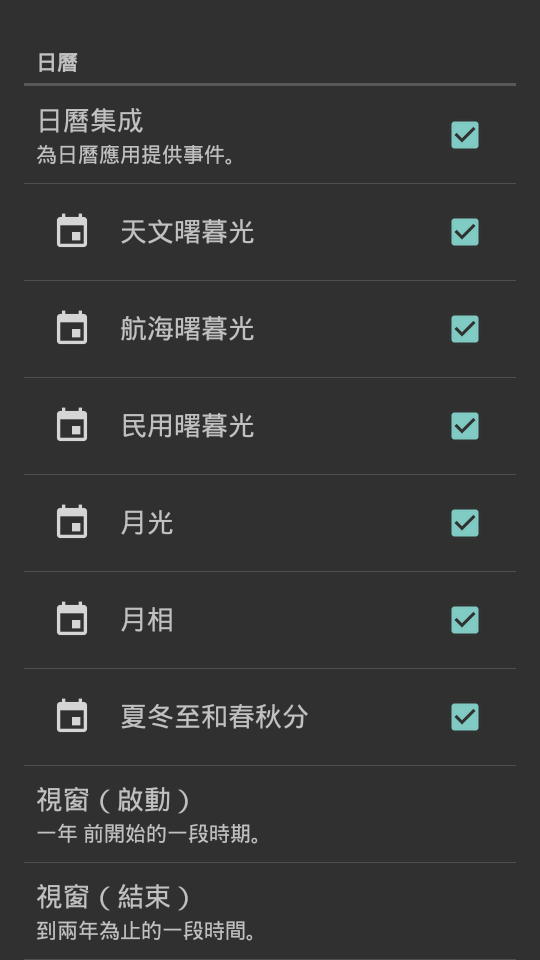 日曆
日曆集成
為日曆應用提供事件。
天文曙暮光
航海曙暮光
民用曙暮光
月光
月相
夏冬至和春秋分
視窗（啟動）
一年 前開始的一段時期。
視窗（結束）
到兩年為止的一段時間。